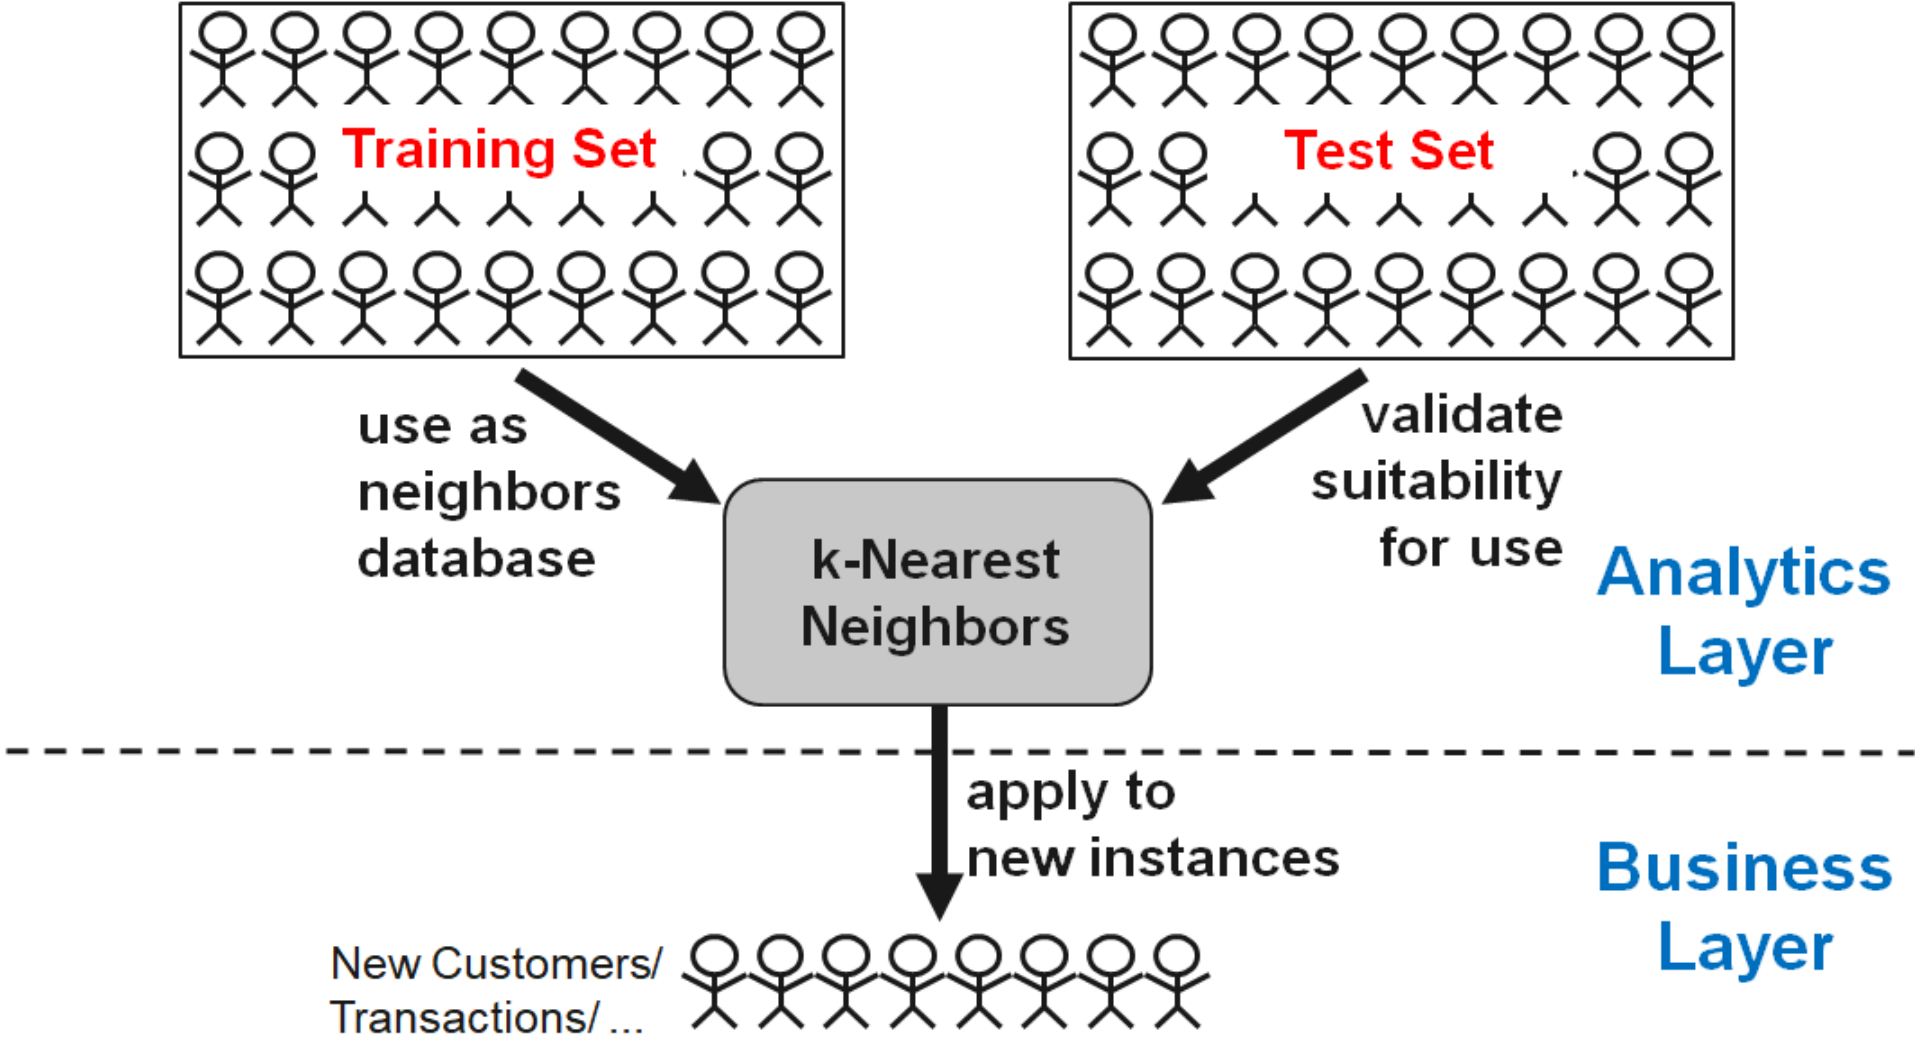 Training Set
Test Set
use as
neighbors
database
validate
suitability
for use
k-Nearest
Neighbors
Analytics
Layer
apply to
new instances
Business
Layer
New Customers/
Transactions/ ...